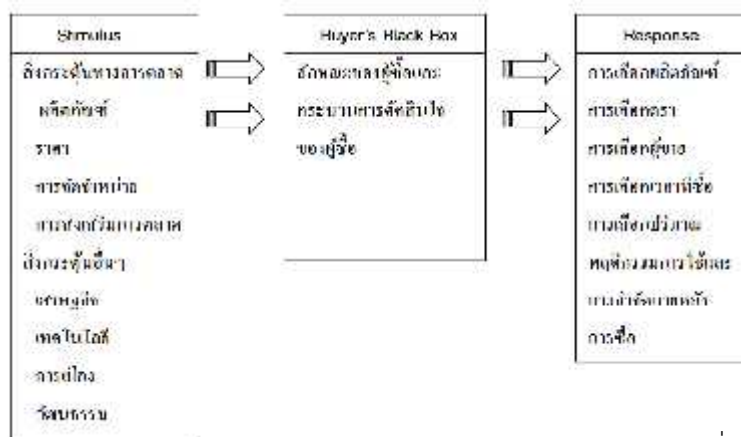 Stimulus
สิ่งกระตุ้นทางการตลาด
ผลิตภัณฑ์
ราคา
การจัดจำหน่าย
การส่งเสริมการตลาด
สิ่งกระตุ้นอื่นๆ
เศรษฐกิจ
เทคโนโลยี
การเมือง
วัฒนธรรม
Buyer's Black Box
ลักษณะของผู้ซื้อและ
กระบวนการตัดสินใจ
ของผู้ซื้อ
Response
การเลือกผลิตภัณฑ์
การเลือกตรา
การเลือกผู้ขาย
การเลือกเวลาที่ซื้อ
การเลือกปริมาณ
พฤติกรรมการใช้และ
การซื้อ